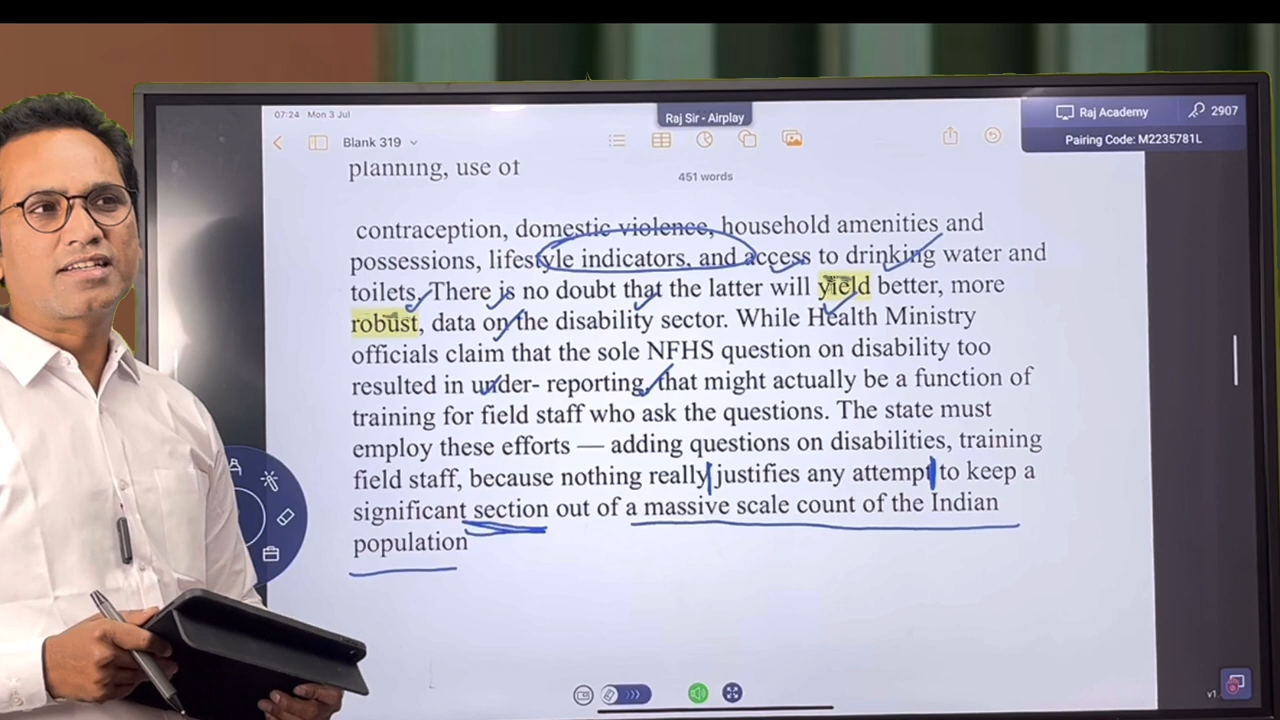 07:24 Mon 3 Jul
Raj Sir - Airplay
Raj Academy
2907
Pairing Code: M2235781L
Blank 319
451 words
planning, use of
contraception, domestic violence, household amenities and
possessions, lifestyle indicators, and access to drinking water and
toilets. There is no doubt that the latter will yield better, more
robust, data on the disability sector. While Health Ministry
officials claim that the sole NFHS question on disability too
resulted in under- reporting, that might actually be a function of
training for field staff who ask the questions. The state must
employ these efforts — adding questions on disabilities, training
field staff, because nothing really justifies any attempt to keep a
significant section out of a massive scale count of the Indian
population